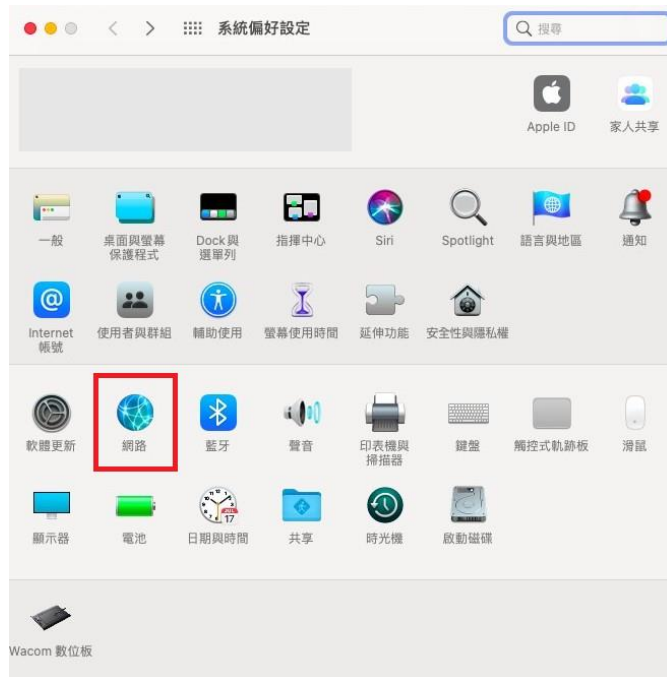 系統偏好設定
搜尋
Apple ID
家人共享
一般
桌面與螢幕
保護程式
Dock與
選單列
指揮中心
Siri
Spotlight
語言與地區
通知
Internet
帳號
使用者與群組
輔助使用
螢幕使用時間
延伸功能
安全性與隱私權
軟體更新
網路
藍牙
聲音
印表機與
掃描器
鍵盤
觸控式軌跡板
滑鼠
顯示器
電池
日期與時間
共享
時光機
啟動磁碟
Wacom 數位板